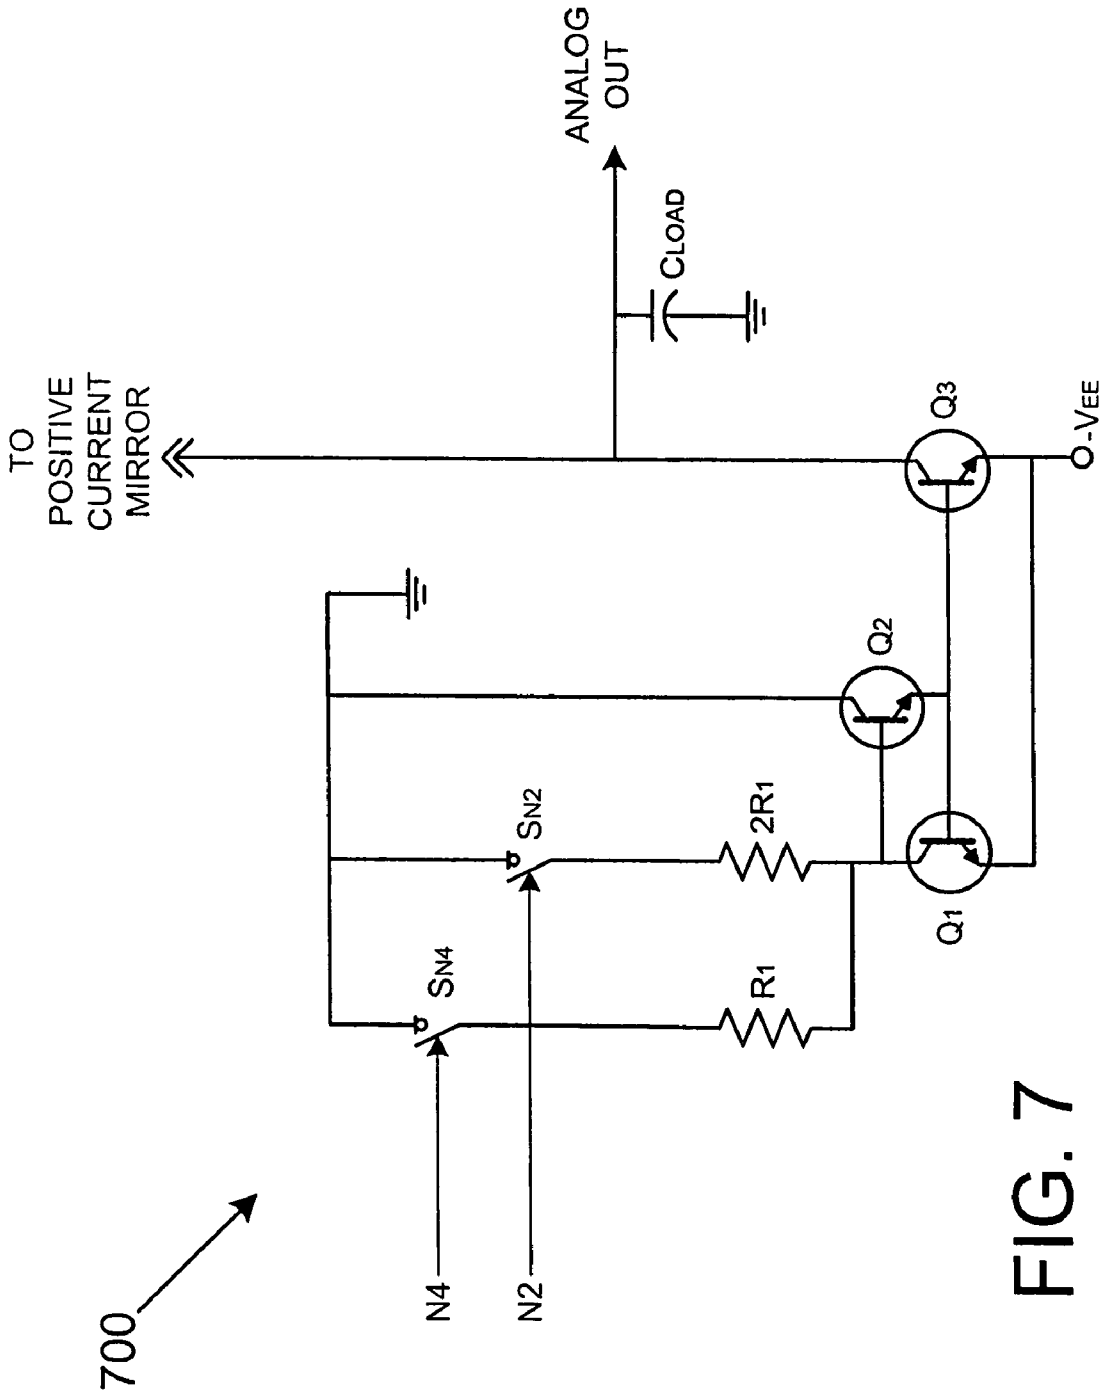 700
TO
POSITIVE
CURRENT
MIRROR
ANALOG
OUT
CLOAD
SN4
SN2
N4
N2
R1
2R1
Q2
Q1
Q3
-VEE
FIG. 7